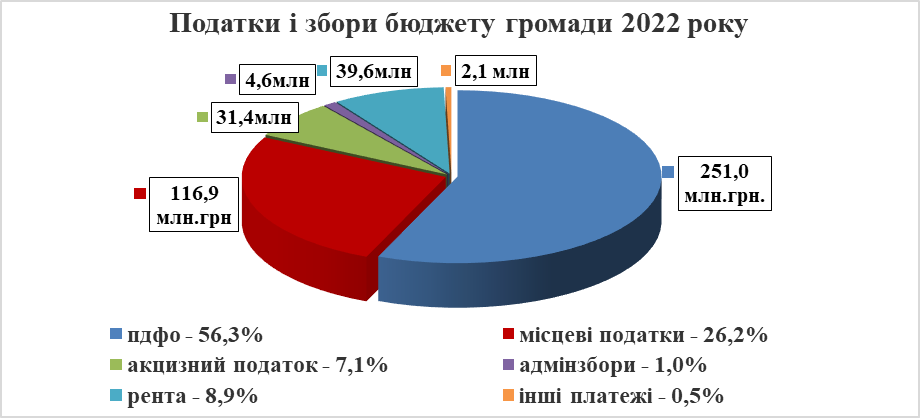 Податки і збори бюджету громади 2022 року
4,6млн
39,6млн
2,1 млн
31,4млн
116,9
млн.грн
251,0
млн.грн.
пдфо - 56,3%
місцеві податки - 26,2%
акцизний податок - 7,1%
адмінзбори - 1,0%
рента - 8,9%
інші платежі - 0,5%